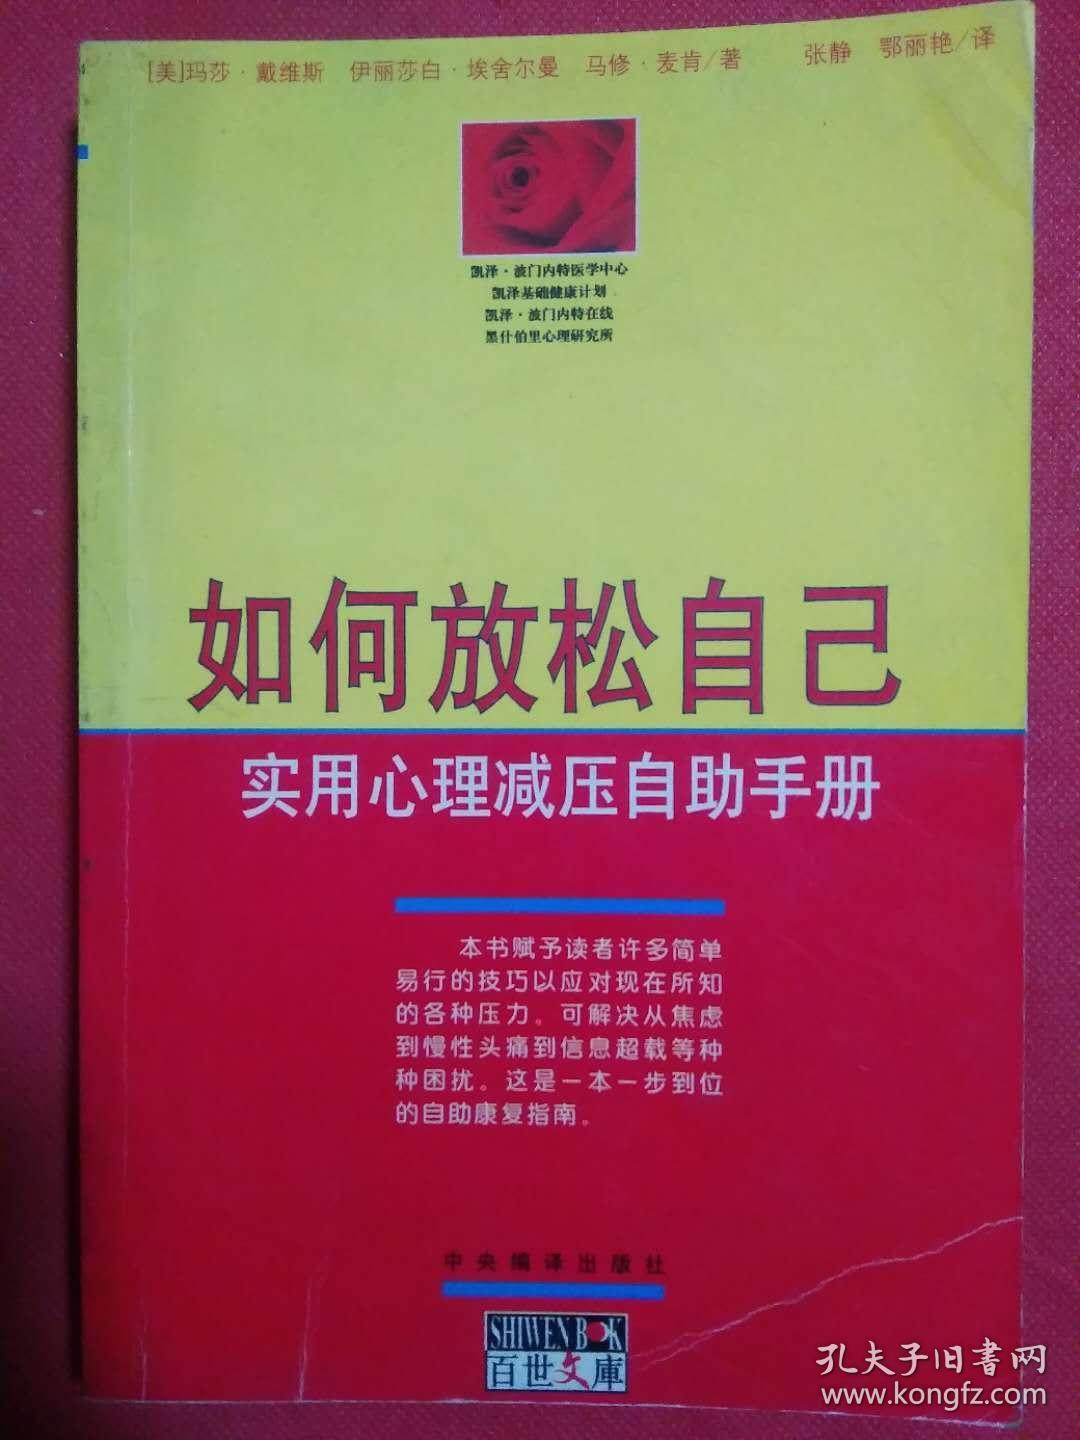 [美]玛莎·戴维斯 伊丽莎白·埃舍尔曼 马修·麦肯/著 张静 鄂丽艳/译
凯泽·波门内特医学中心
凯泽基础健康计划
凯泽·波门内特在线
墨什伯里心理研究所
如何放松自己
实用心理减压自助手册
本书赋予读者许多简单
易行的技巧以应对现在所知
的各种压力。可解决从焦虑
到慢性头痛到信息超载等种
种困扰。这是一本一步到位
的自助康复指南。
中央编译出版社
SHIWEN BOOK
百世文庫
孔夫子旧書网
www.kongfz.com